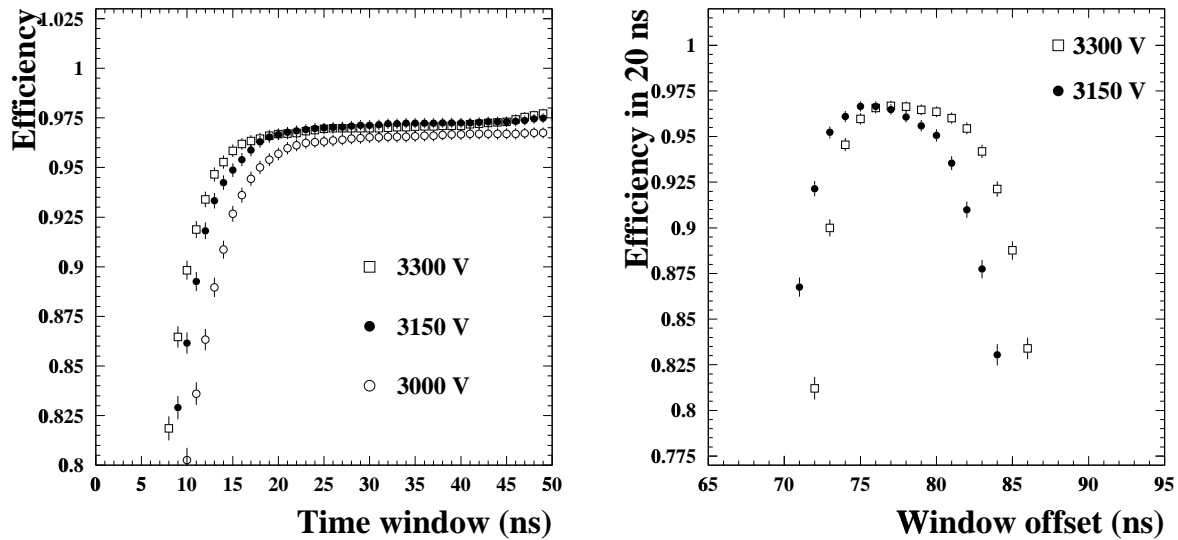 Efficiency
1.025
1
0.975
0.95
0.925
0.9
0.875
0.85
0.825
0.8
3300 V
3150 V
3000 V
0 5 10 15 20 25 30 35 40 45 50
Time window (ns)
Efficiency in 20 ns
1
0.975
0.95
0.925
0.9
0.875
0.85
0.825
0.8
0.775
3300 V
3150 V
65 70 75 80 85 90 95
Window offset (ns)